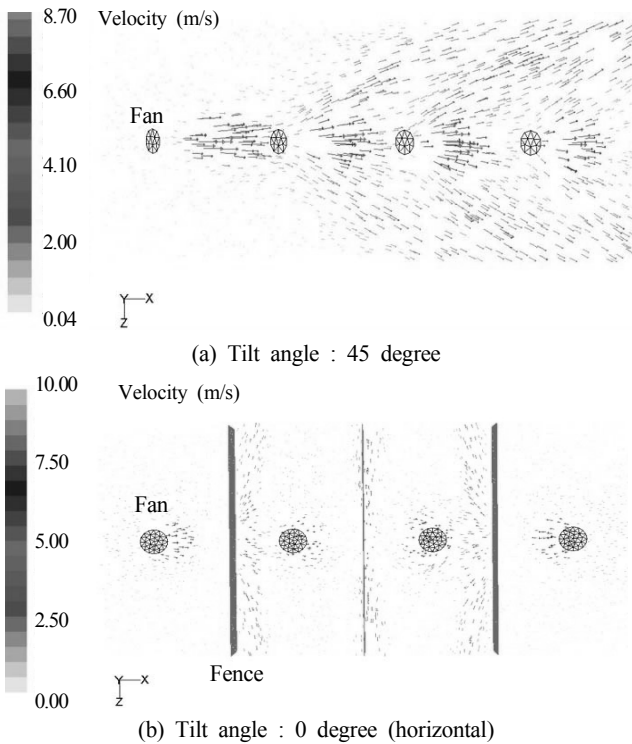 Velocity (m/s)
8.70
6.60
4.10
2.00
0.04
Fan
Y X
Z
(a) Tilt angle : 45 degree
Velocity (m/s)
10.00
7.50
5.00
2.50
0.00
Fan
Fence
Y X
Z
(b) Tilt angle : 0 degree (horizontal)